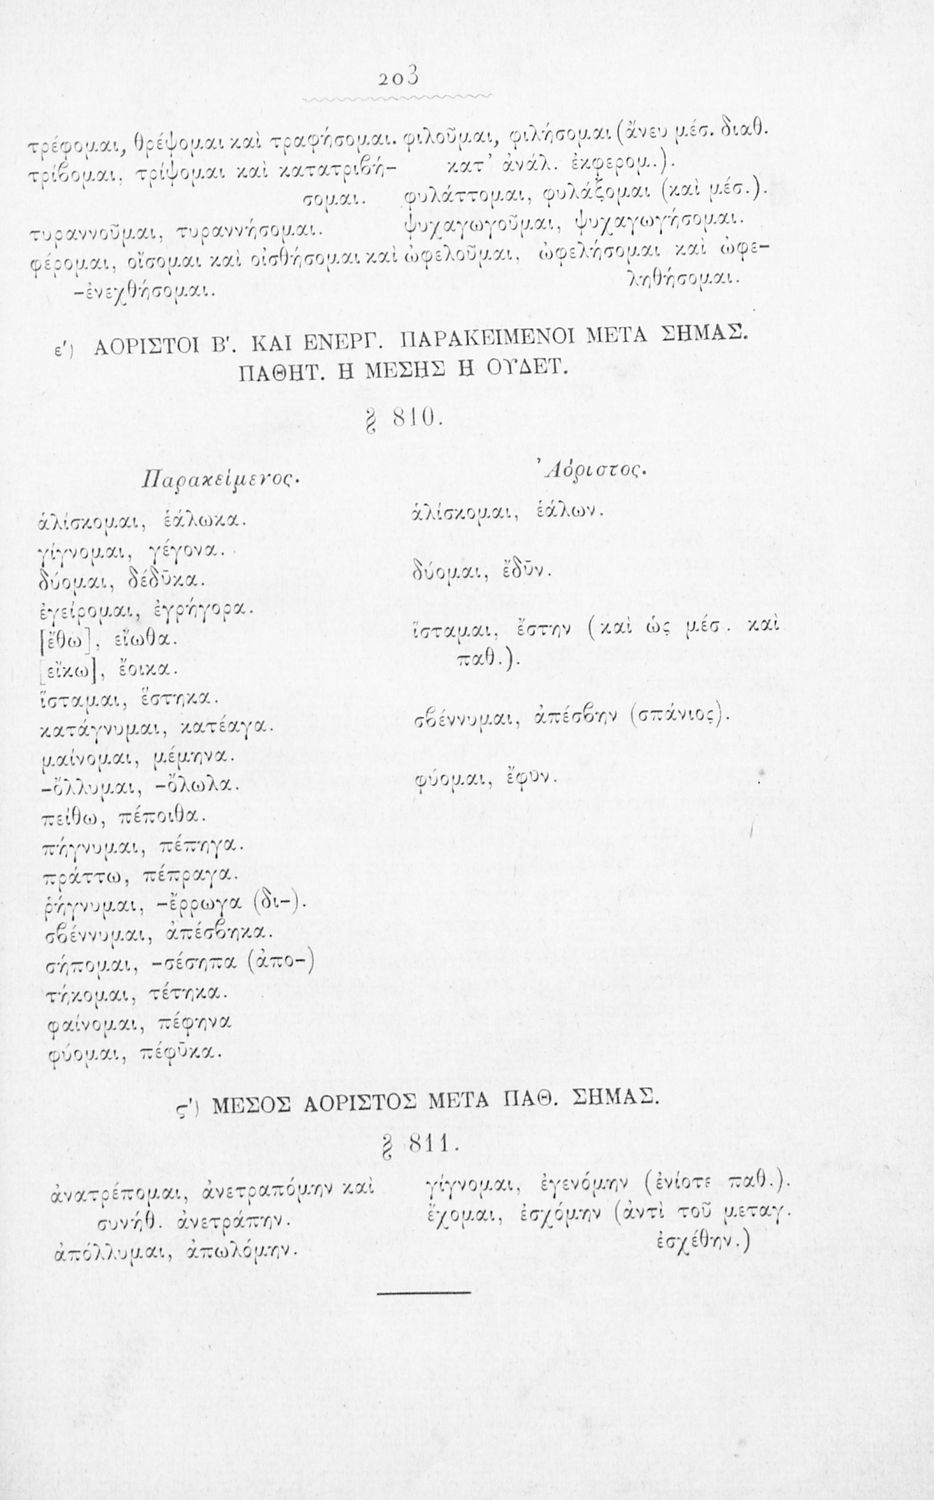 203
τρέφομαι, θρέψομαι καὶ τραφήσομαι.
τρίβομαι, τρίψομαι καὶ κατατριβή-
σομαι.
τυραννοῦμαι, τυραννήσομαι.
φέρομαι, οἴσομαι καὶ οἰσθήσομαι καὶ
-ἐνεχθήσομαι.
φιλοῦμαι, φιλήσομαι (ἄνευ μέσ. διαθ.
κατ' ἀνάλ. ἐκφερομ.).
φυλάττομαι, φυλάξομαι (καὶ μέσ.).
ψυχαγωγοῦμαι, ψυχαγωγήσομαι.
ὠφελοῦμαι, ὠφελήσομαι καὶ ὠφε-
ληθήσομαι.
ε') ΑΟΡΙΣΤΟΙ Β'. ΚΑΙ ΕΝΕΡΓ. ΠΑΡΑΚΕΙΜΕΝΟΙ ΜΕΤΑ ΣΗΜΑΣ.
ΠΑΘΗΤ. Η ΜΕΣΗΣ Η ΟΥΔΕΤ.
§ 810.
Παρακείμενος.
ἁλίσκομαι, ἑάλωκα.
γίγνομαι, γέγονα.
δύομαι, δέδῡκα.
ἐγείρομαι, ἐγρήγορα.
[ἔθω], εἴωθα.
[εἴκω], ἔοικα.
ἵσταμαι, ἕστηκα.
κατάγνυμαι, κατέαγα.
μαίνομαι, μέμηνα.
-ὄλλυμαι, -ὄλωλα.
πείθω, πέποιθα.
πήγνυμαι, πέπηγα.
πράττω, πέπραγα.
ῥήγνυμαι, -ἔρρωγα (δι-).
σβέννυμαι, ἀπέσβηκα.
σήπομαι, -σέσηπα (ἀπο-)
τήκομαι, τέτηκα.
φαίνομαι, πέφηνα
φύομαι, πέφῡκα.
Ἀόριστος.
ἁλίσκομαι, ἑάλων.
δύομαι, ἔδῡν.
ἵσταμαι, ἔστην (καὶ ὡς μέσ. καὶ
παθ.).
σβέννυμαι, ἀπέσβην (σπάνιος).
φύομαι, ἔφῡν.
ς') ΜΕΣΟΣ ΑΟΡΙΣΤΟΣ ΜΕΤΑ ΠΑΘ. ΣΗΜΑΣ.
§ 811.
ἀνατρέπομαι, ἀνετραπόμην καὶ
συνήθ. ἀνετράπην.
ἀπόλλυμαι, ἀπωλόμην.
γίγνομαι, ἐγενόμην (ἐνίοτε παθ.).
ἔχομαι, ἐσχόμην (ἀντὶ τοῦ μεταγ.
ἐσχέθην.)